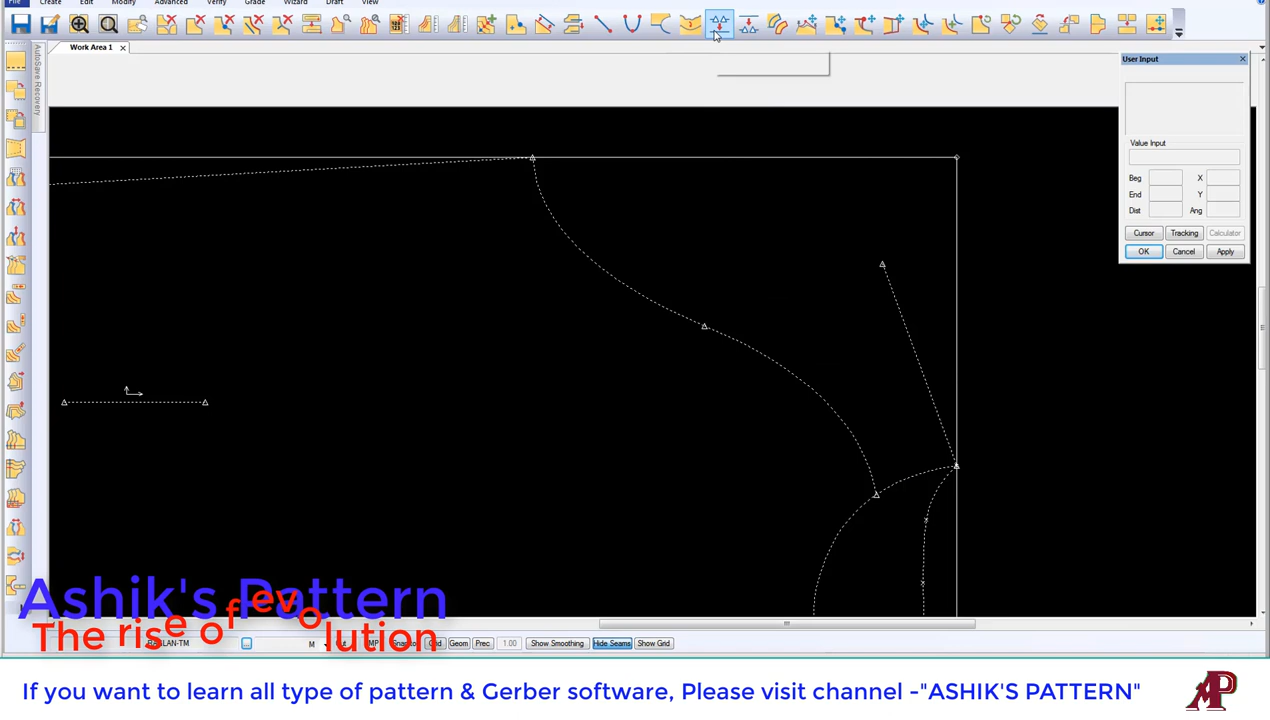 File Create Edit Modify Advanced Verify Grade Wizard Draft View
Work Area 1
AutoSave Recovery
User Input
Value Input
Beg X
End Y
Dist Ang
Cursor Tracking Calculator
OK Cancel Apply
Ashik's Pattern
The rise of evolution
M
Geom Prec 1.00 Show Smoothing Hide Seams Show Grid
If you want to learn all type of pattern & Gerber software, Please visit channel -"ASHIK'S PATTERN"
AP